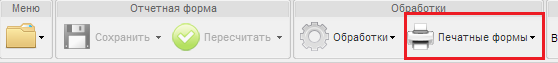 Меню Отчетная форма Обработки
Сохранить Пересчитать Обработки Печатные формы В